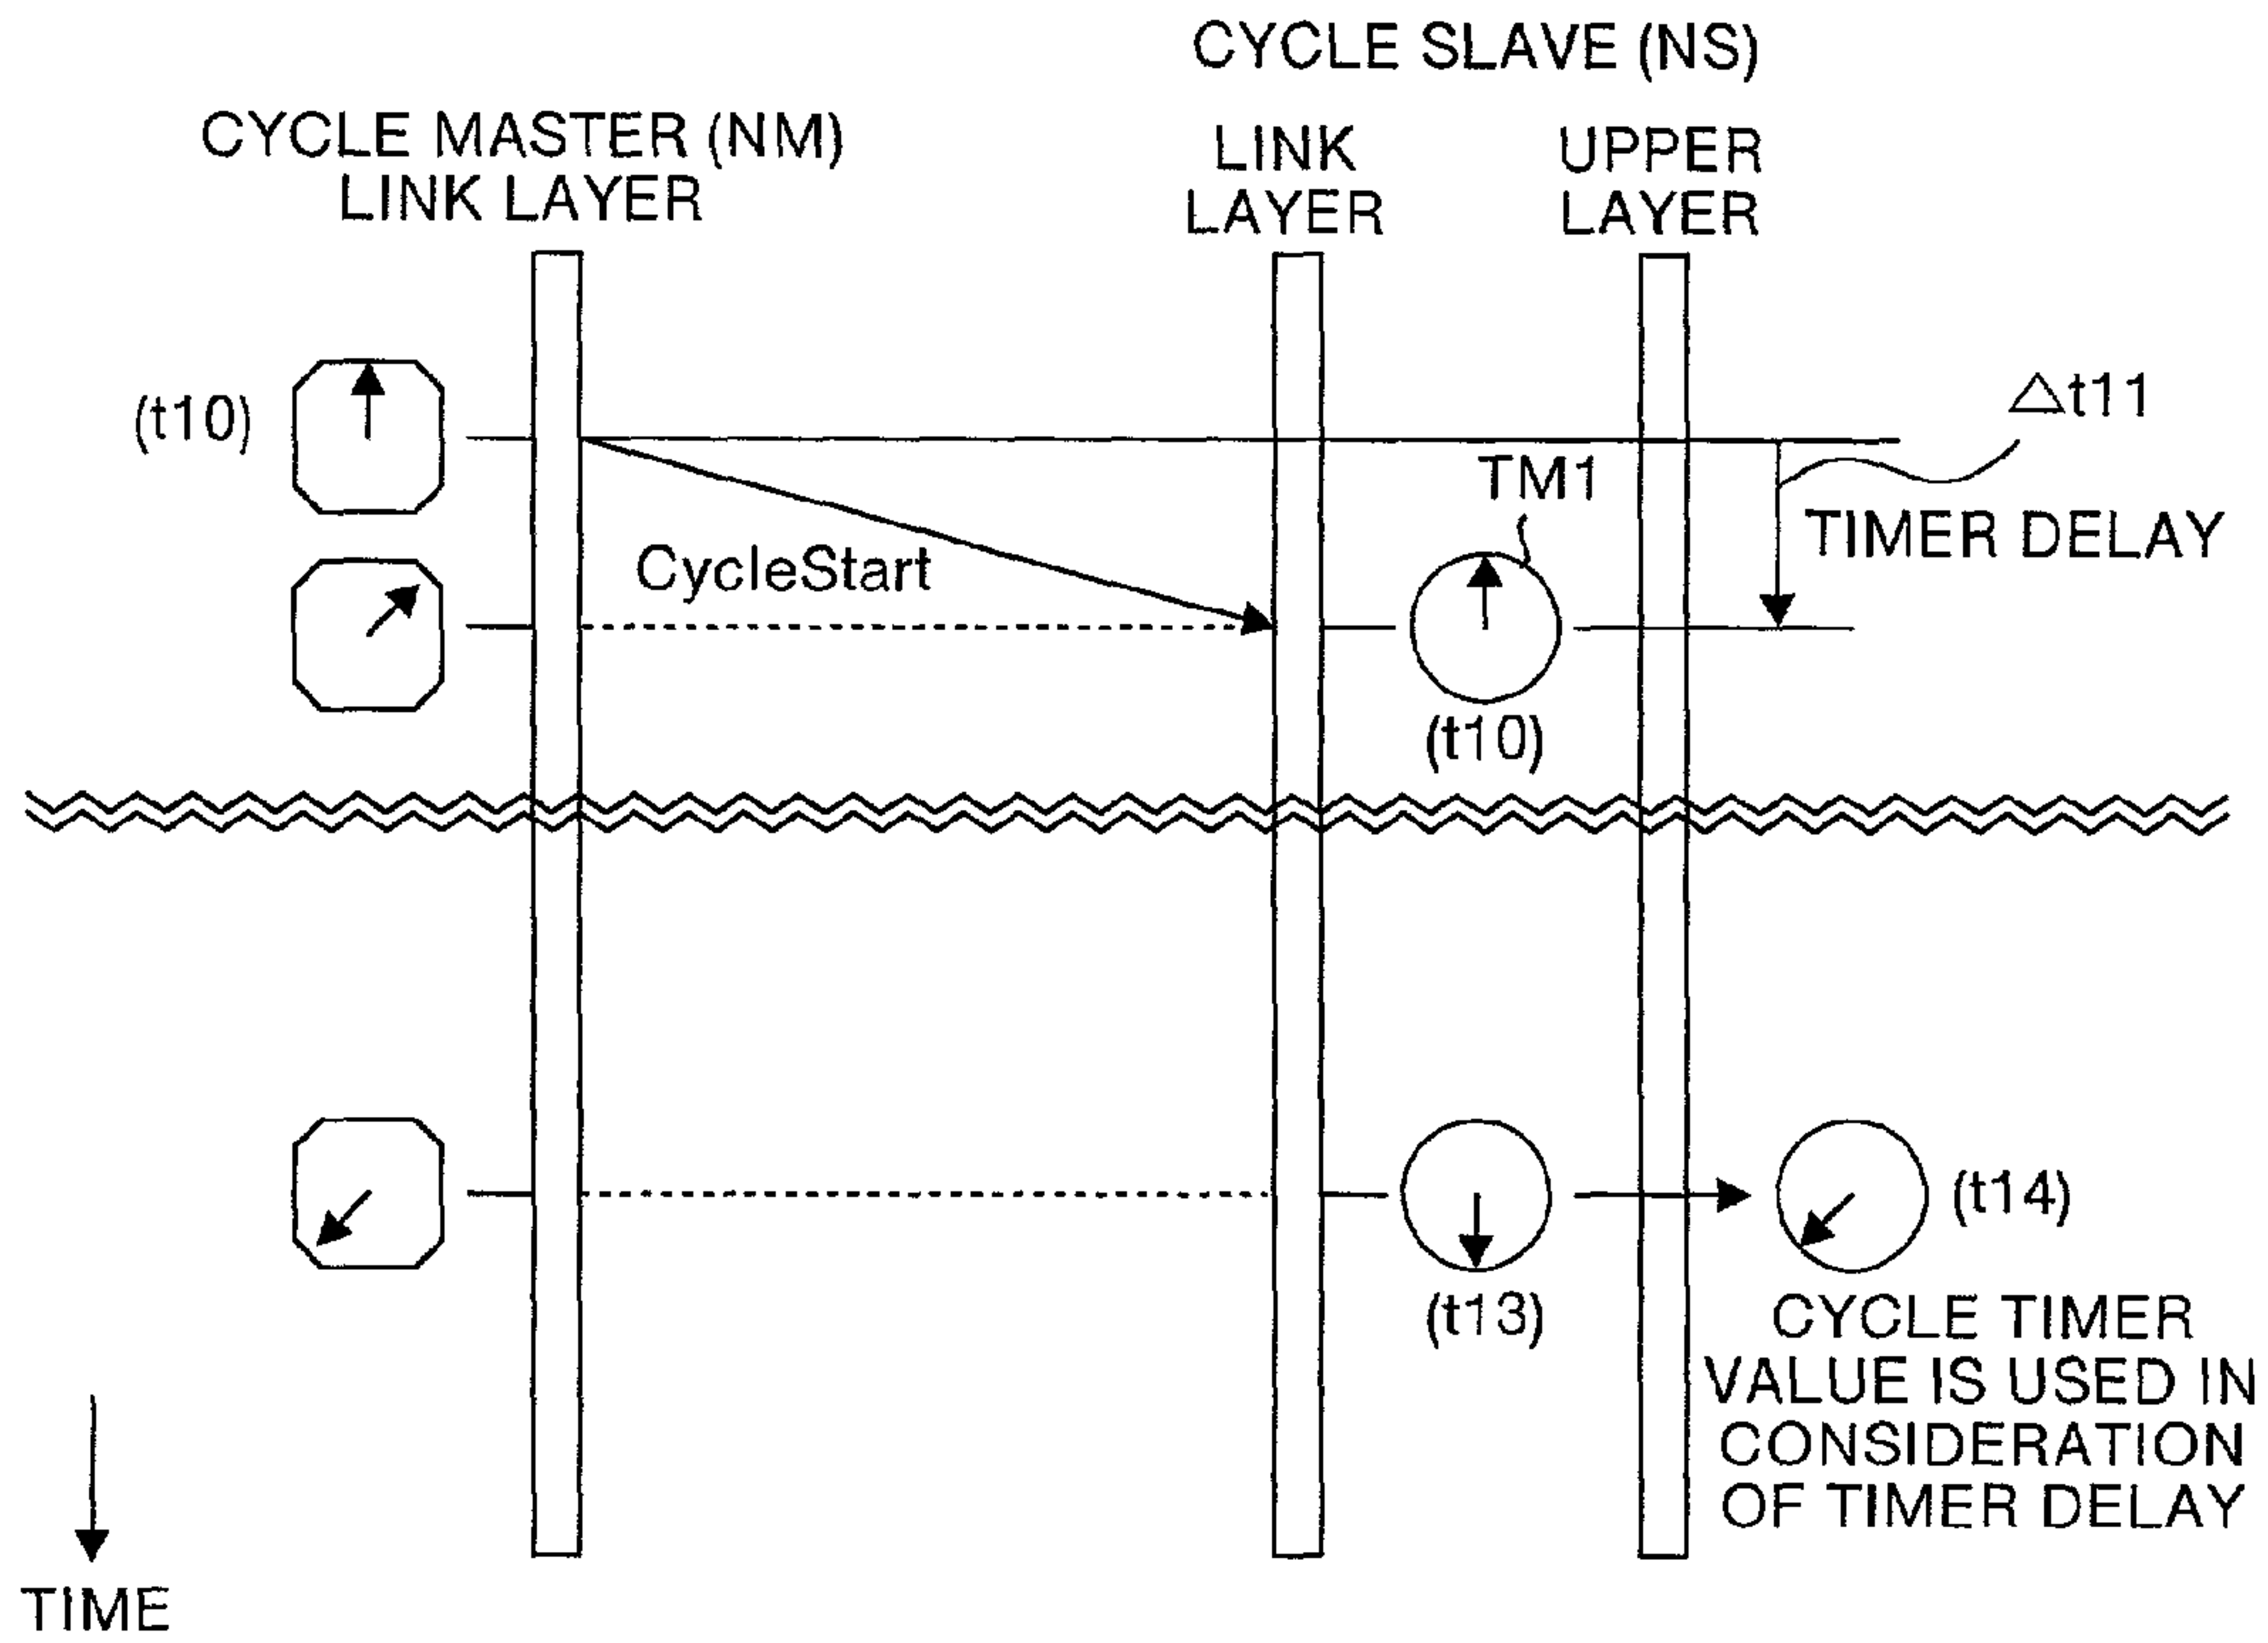 CYCLE SLAVE (NS)
CYCLE MASTER (NM)
LINK LAYER
LINK
LAYER
UPPER
LAYER
(t10)
△t11
TM1
TIMER DELAY
CycleStart
(t10)
(t14)
(t13)
CYCLE TIMER
VALUE IS USED IN
CONSIDERATION
OF TIMER DELAY
TIME